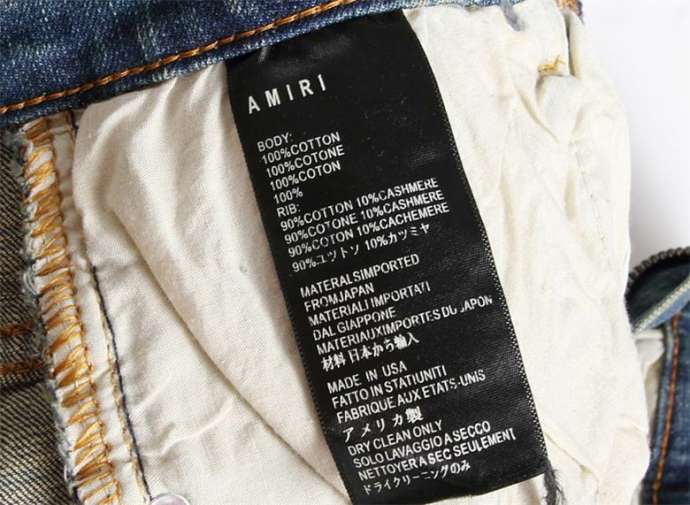 AMIRI
BODY:
100%COTTON
100%COTONE
100%COTON
100%
RIB:
90%COTTON 10%CASHMERE
90%COTONE 10%CASHMERE
90%COTON 10%CACHEMERE
90%ユットソ 10%カツミヤ
MATERALSIMPORTED
FROMJAPAN
MATERIALI IMPORTATI
DAL GIAPPONE
MATERIAUXIMPORTES DU JAPON
材料 日本から輸入
MADE IN USA
FATTO IN STATIUNITI
FABRIQUE AUX ETATS-UNIS
アメリカ製
DRY CLEAN ONLY
SOLO LAVAGGIO A SECCO
NETTOYER A SEC SEULEMENT
ドライクリーニングのみ